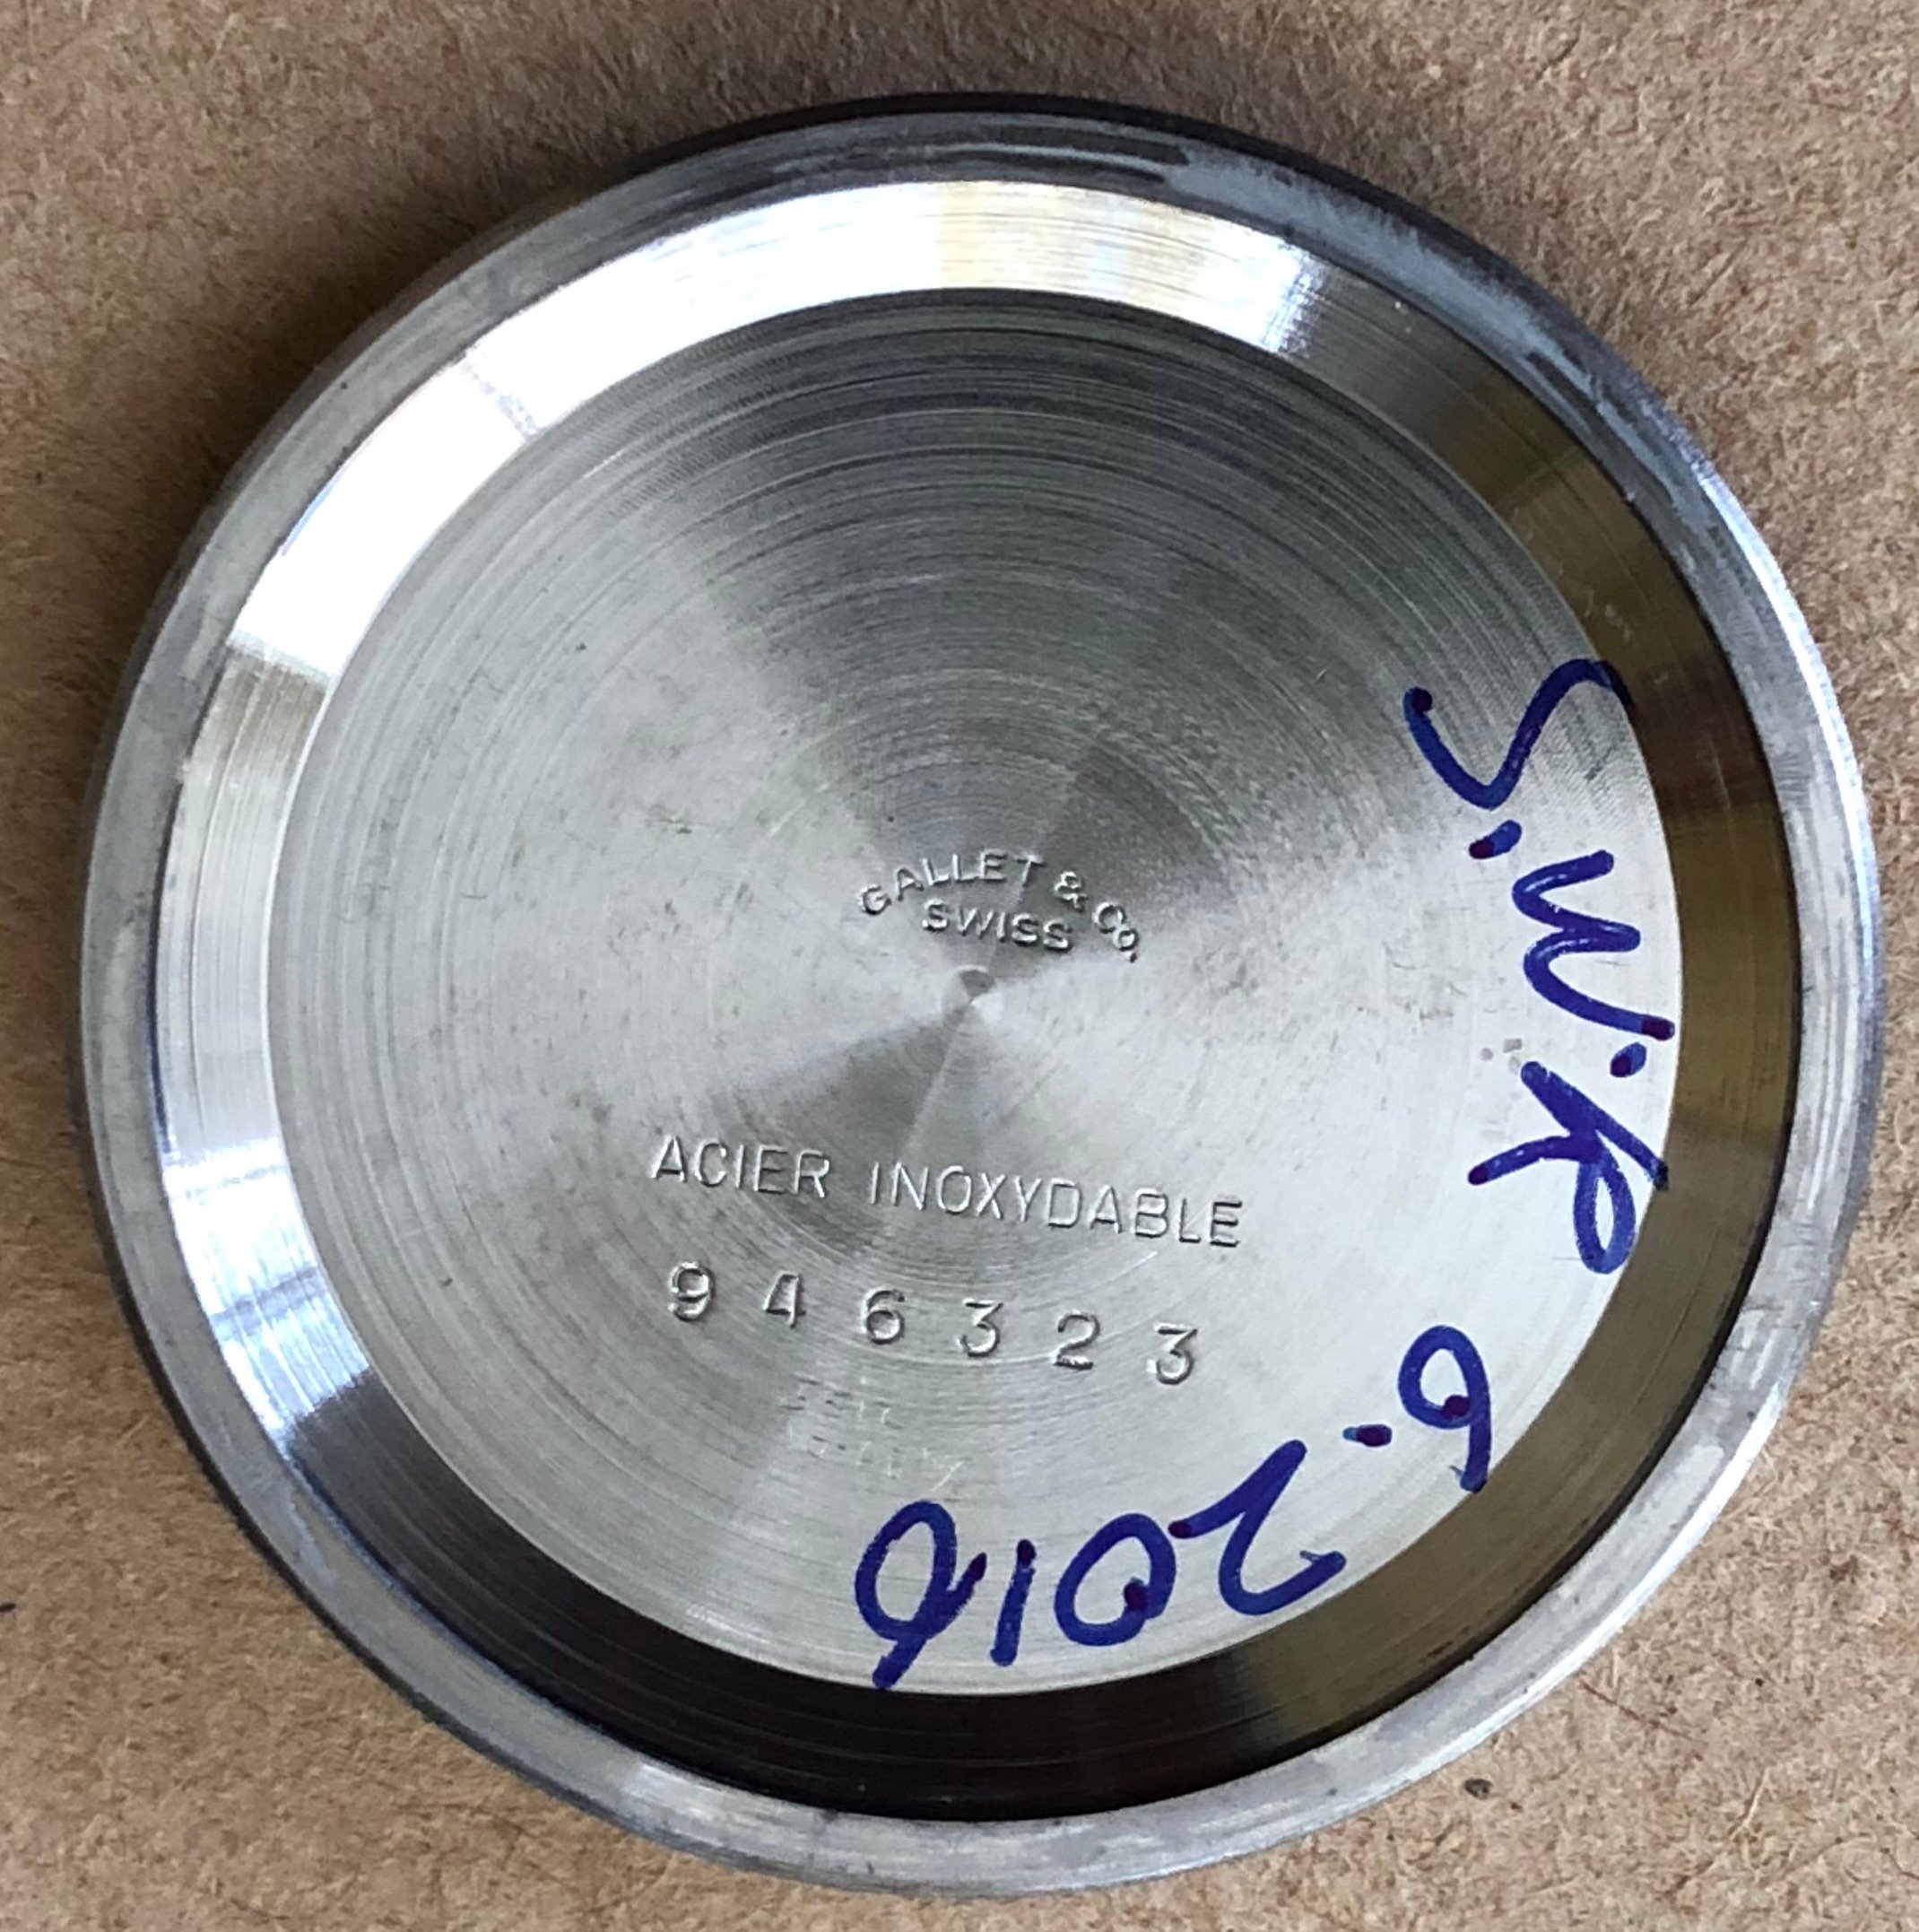 GALLET & Co.
SWISS
ACIER INOXYDABLE
946323
S.W.R 6.2016